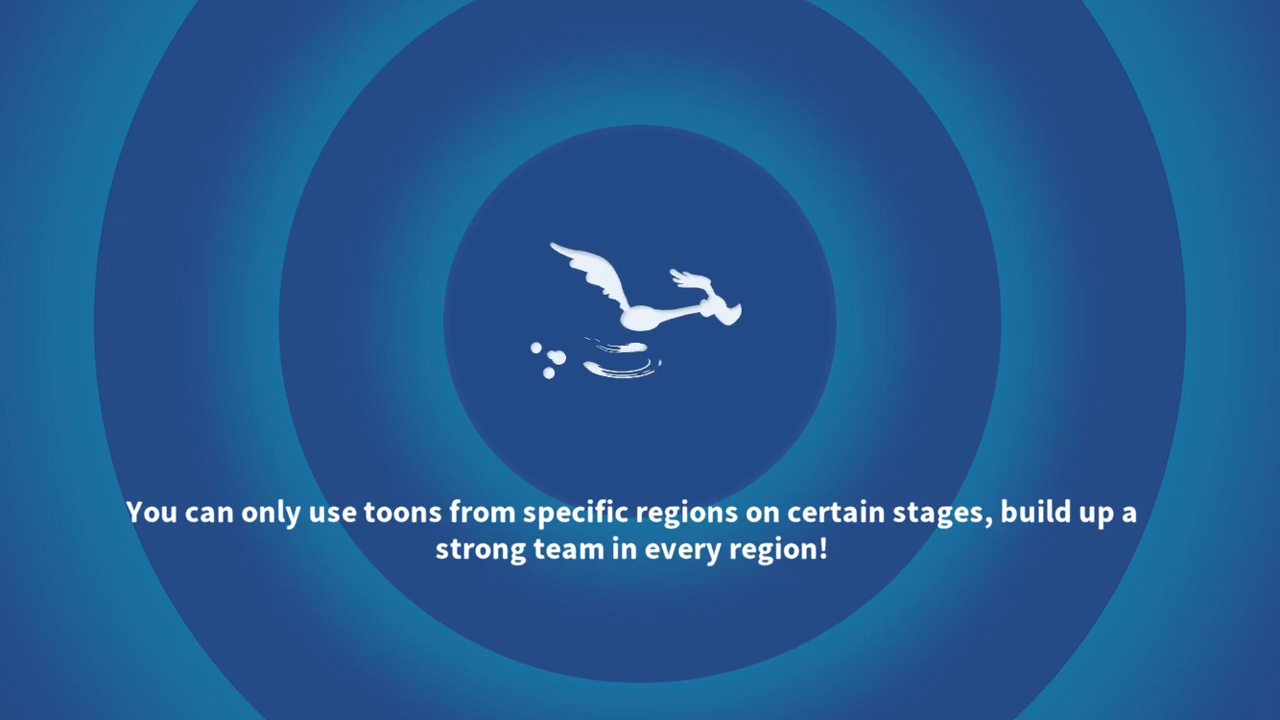 You can only use toons from specific regions on certain stages, build up a
strong team in every region!